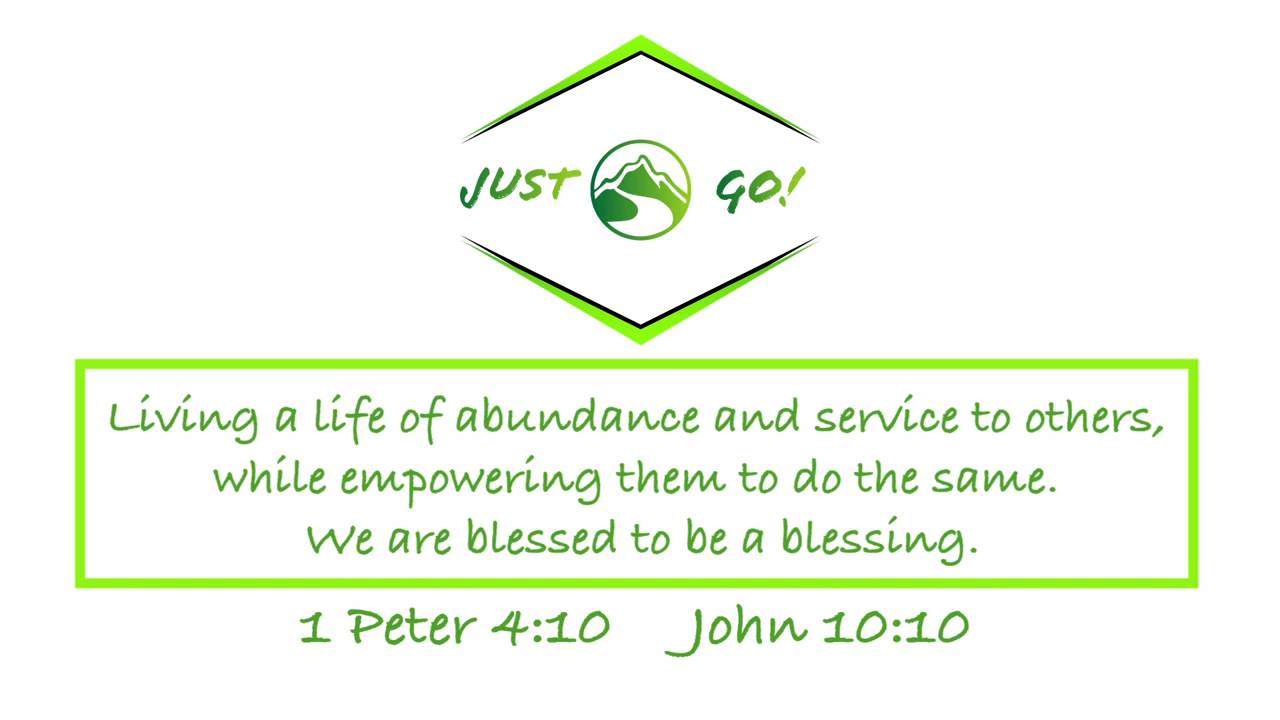 JUST GO!
Living a life of abundance and service to others,
while empowering them to do the same.
We are blessed to be a blessing.
1 Peter 4:10 John 10:10